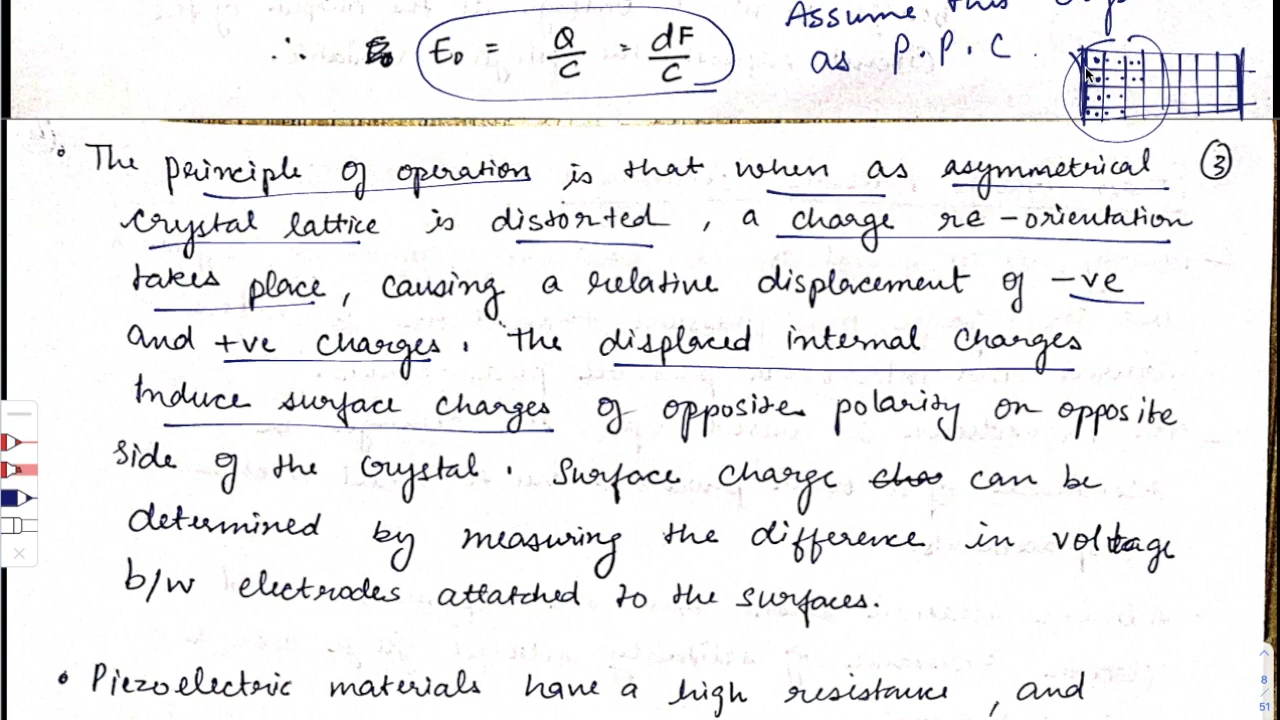 Assume this
∴ E₀ = Q/C = dF/C
as P.P.C.
• The principle of operation is that when as asymmetrical ③
crystal lattice is distorted, a charge re-orientation
takes place, causing a relative displacement of -ve
and +ve charges. The displaced internal charges
Induce surface charges of opposite polarity on opposite
side of the crystal. Surface charge can be
determined by measuring the difference in voltage
b/w electrodes attatched to the surfaces.
• Piezoelectric materials have a high resistance, and
8
/
51